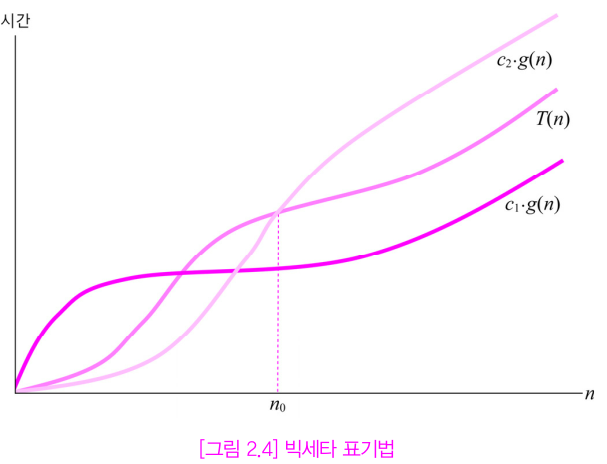 시간
c₂·g(n)
T(n)
c₁·g(n)
n
n₀
[그림 2.4] 빅세타 표기법